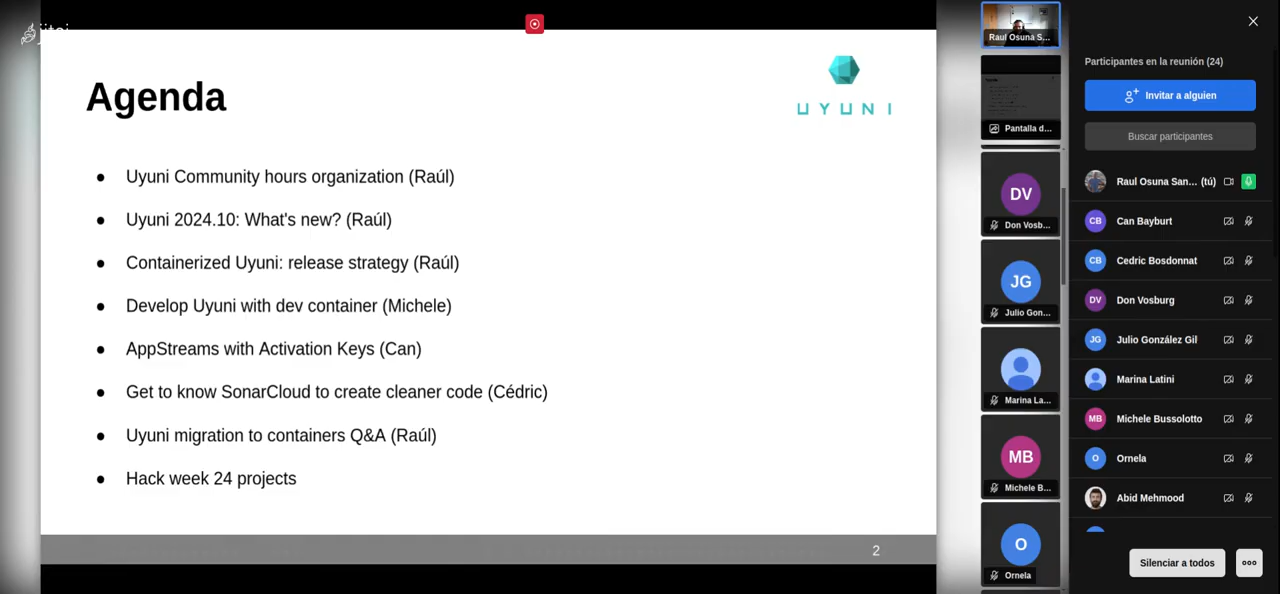 jitsi
Agenda
UYUNI
● Uyuni Community hours organization (Raúl)
● Uyuni 2024.10: What's new? (Raúl)
● Containerized Uyuni: release strategy (Raúl)
● Develop Uyuni with dev container (Michele)
● AppStreams with Activation Keys (Can)
● Get to know SonarCloud to create cleaner code (Cédric)
● Uyuni migration to containers Q&A (Raúl)
● Hack week 24 projects
2
Raul Osuna S...
Pantalla d...
DV
Don Vosb...
JG
Julio Gon...
Marina La...
MB
Michele B...
O
Ornela
Participantes en la reunión (24)
Invitar a alguien
Buscar participantes
Raul Osuna San... (tú)
CB Can Bayburt
CB Cedric Bosdonnat
DV Don Vosburg
JG Julio González Gil
Marina Latini
MB Michele Bussolotto
O Ornela
Abid Mehmood
Silenciar a todos